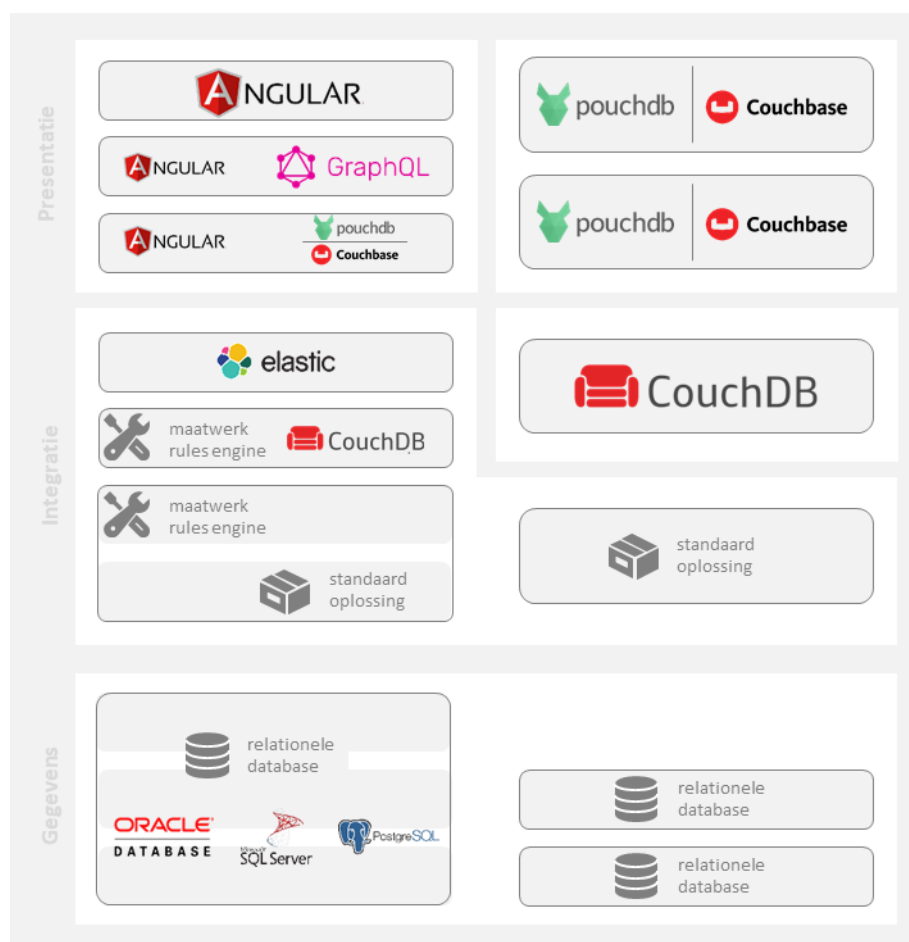 Presentatie
ANGULAR
ANGULAR GraphQL
ANGULAR pouchdb
Couchbase
pouchdb Couchbase
pouchdb Couchbase
Integratie
elastic
maatwerk
rules engine CouchDB
maatwerk
rules engine
standaard
oplossing
CouchDB
standaard
oplossing
Gegevens
relationele
database
ORACLE
DATABASE
Microsoft
SQL Server
PostgreSQL
relationele
database
relationele
database